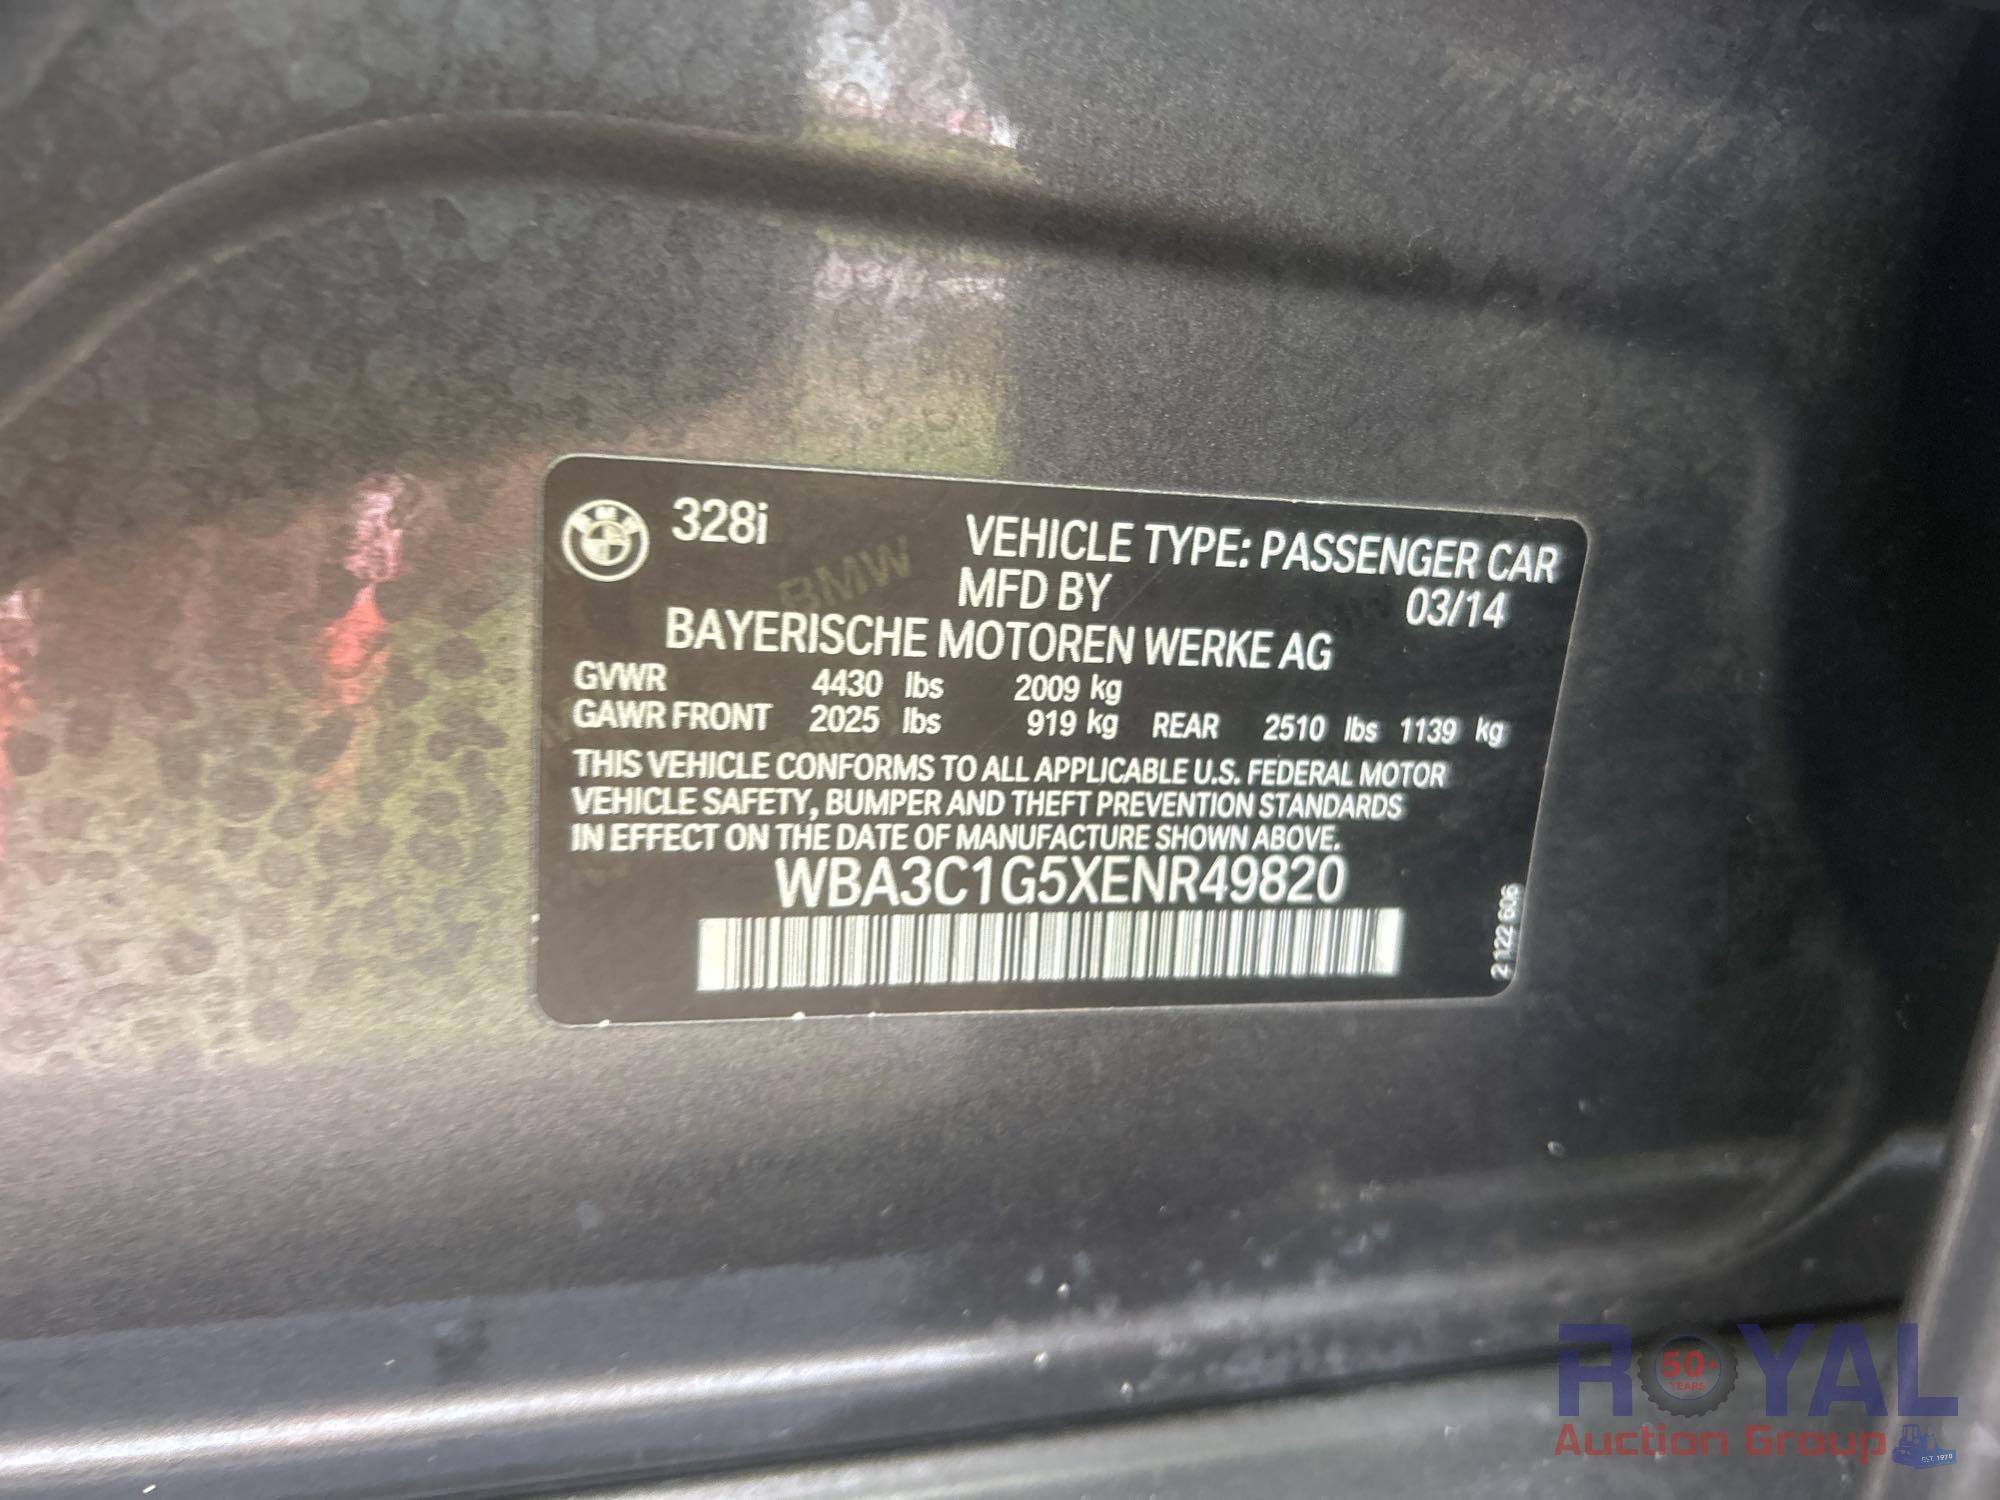 328i
VEHICLE TYPE: PASSENGER CAR
MFD BY 03/14
BAYERISCHE MOTOREN WERKE AG
GVWR 4430 lbs 2009 kg
GAWR FRONT 2025 lbs 919 kg REAR 2510 lbs 1139 kg
THIS VEHICLE CONFORMS TO ALL APPLICABLE U.S. FEDERAL MOTOR
VEHICLE SAFETY, BUMPER AND THEFT PREVENTION STANDARDS
IN EFFECT ON THE DATE OF MANUFACTURE SHOWN ABOVE.
WBA3C1G5XENR49820
2 122 606
BMW
ROYAL
50+
YEARS
Auction Group
EST. 1970